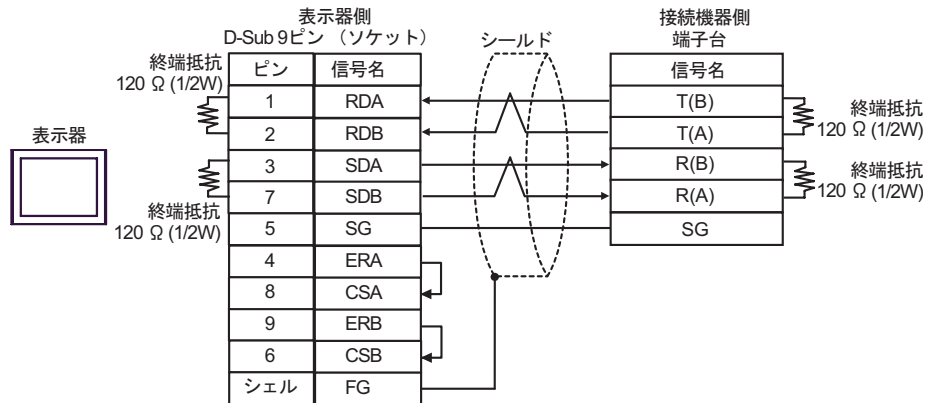 表示器側
D-Sub 9ピン （ソケット）
シールド
接続機器側
端子台
終端抵抗
120 Ω (1/2W)
ピン 信号名
1 RDA
2 RDB
3 SDA
7 SDB
5 SG
4 ERA
8 CSA
9 ERB
6 CSB
シェル FG
表示器
終端抵抗
120 Ω (1/2W)
信号名
T(B)
T(A)
R(B)
R(A)
SG
終端抵抗
120 Ω (1/2W)
終端抵抗
120 Ω (1/2W)